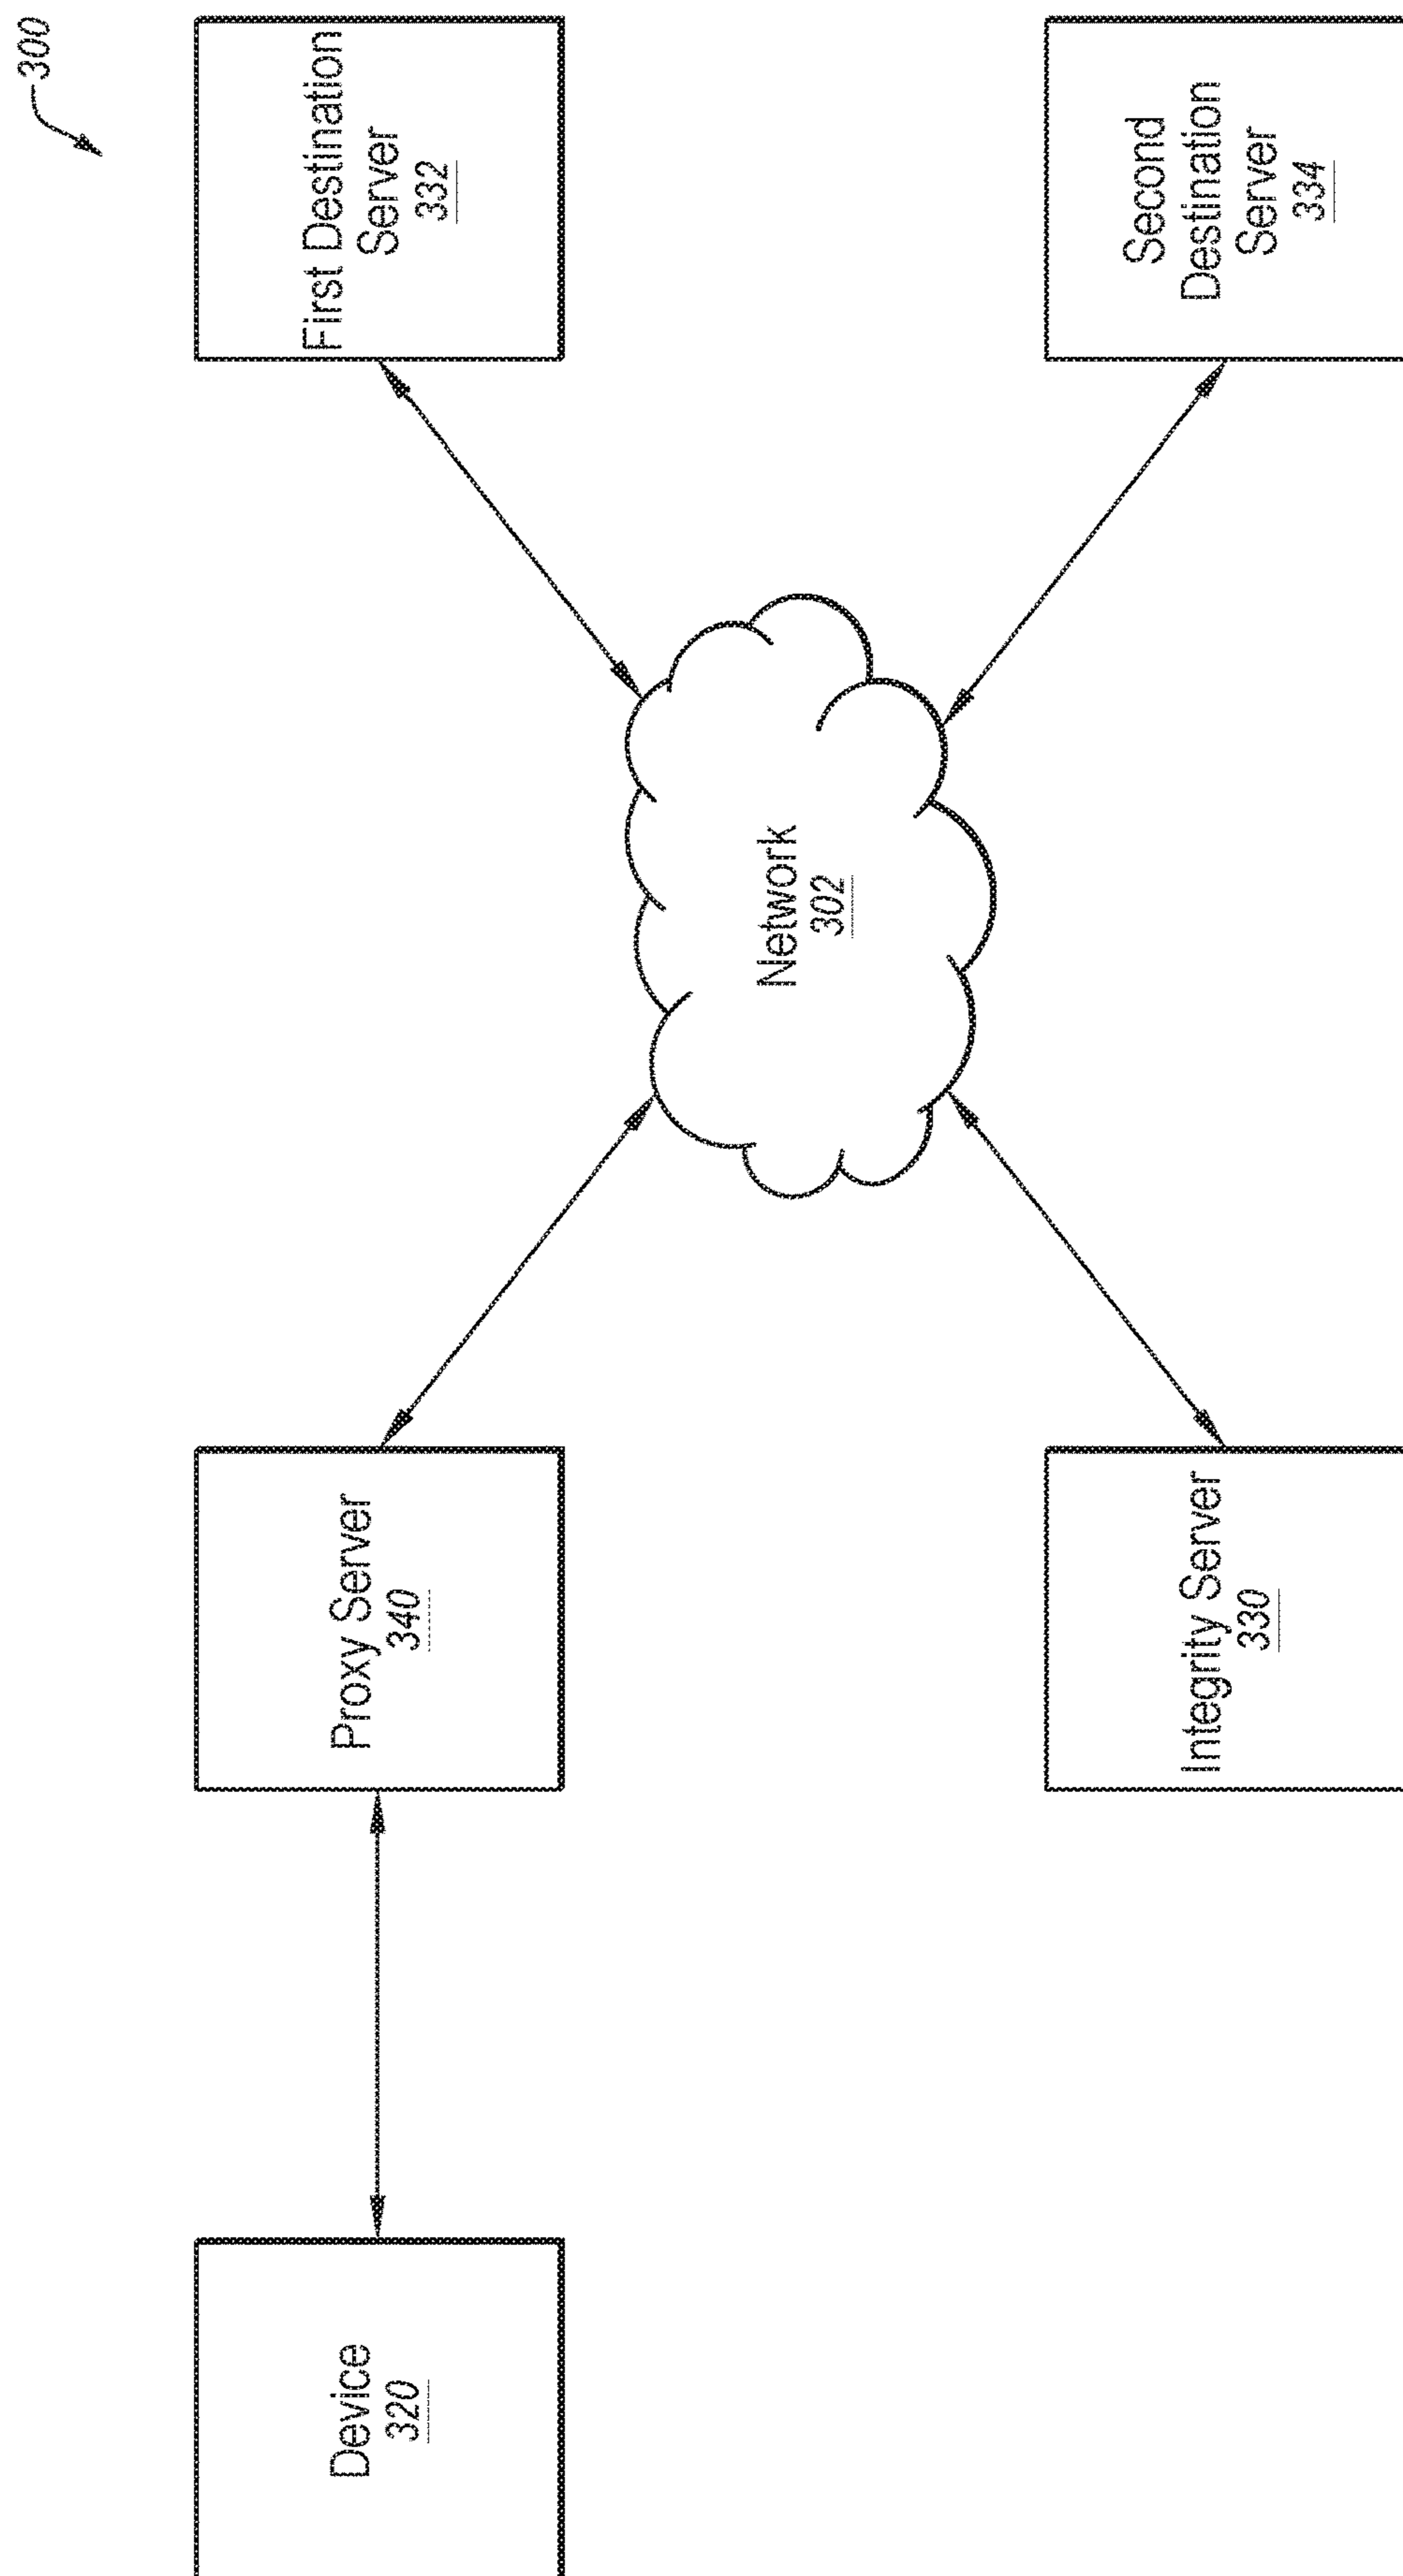 300
Device
320
Proxy Server
340
First Destination
Server
332
Network
302
Integrity Server
330
Second
Destination
Server
334